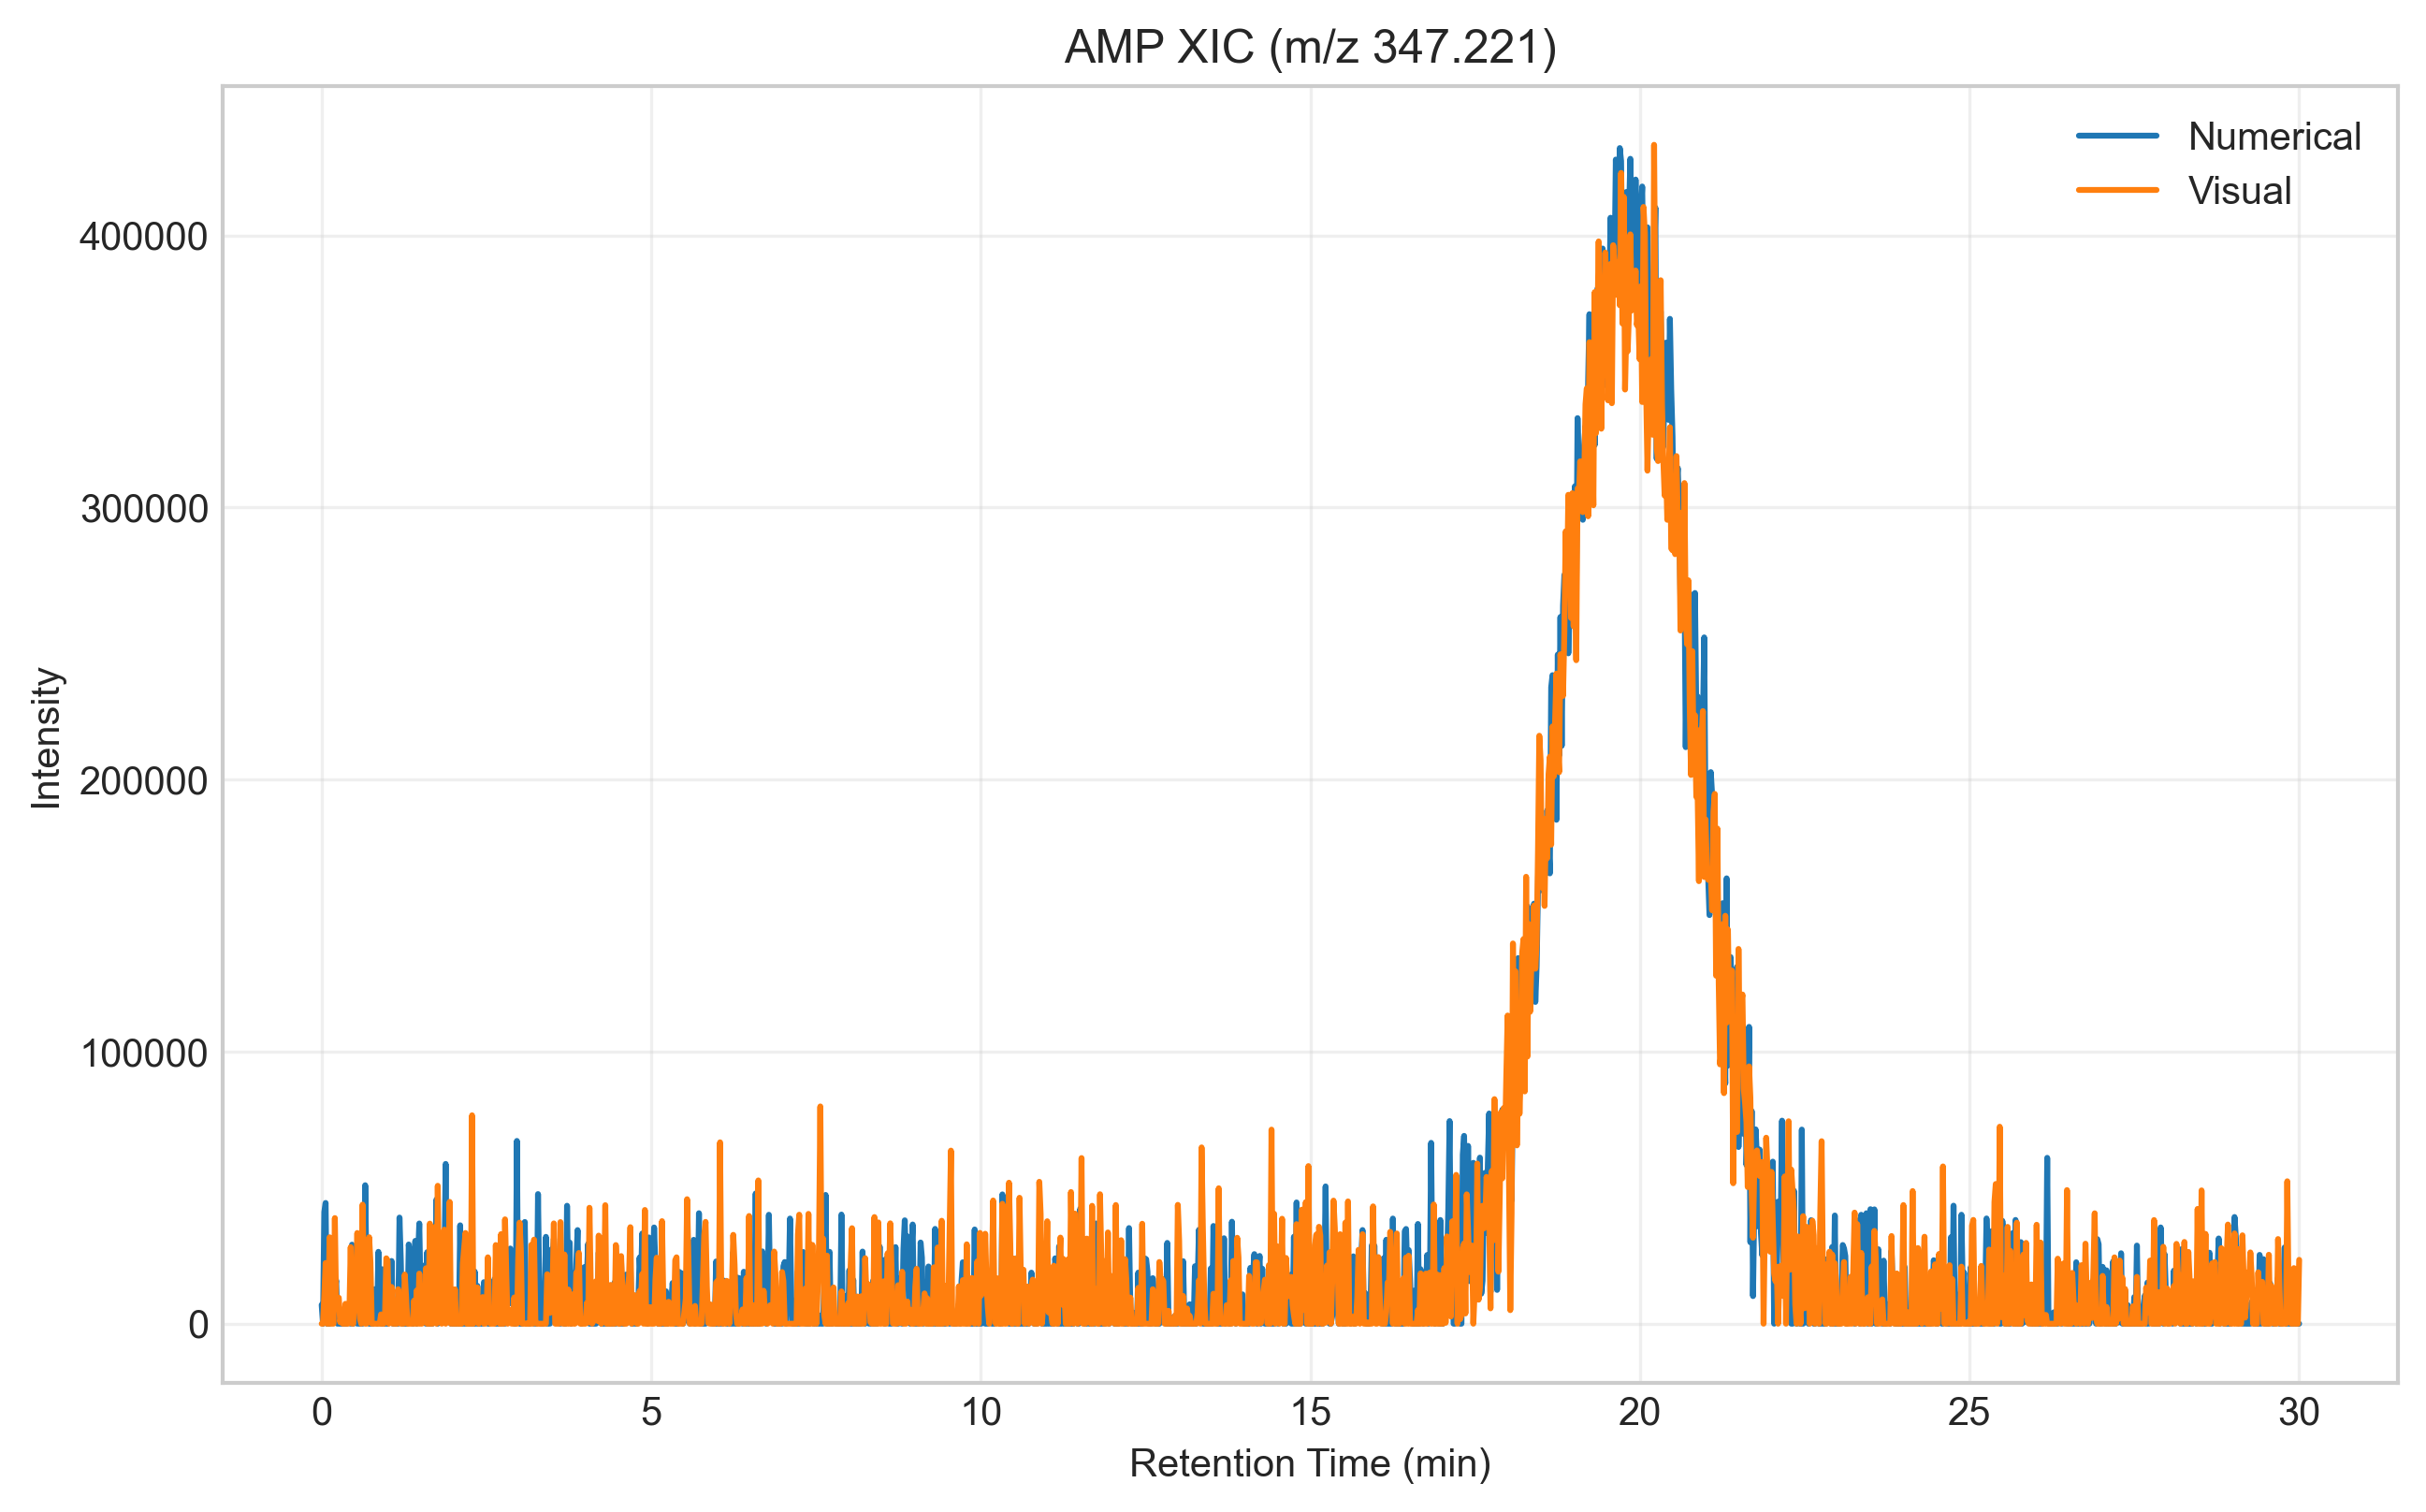 AMP XIC (m/z 347.221)
Numerical
Visual
400000
300000
200000
100000
0
Intensity
0 5 10 15 20 25 30
Retention Time (min)